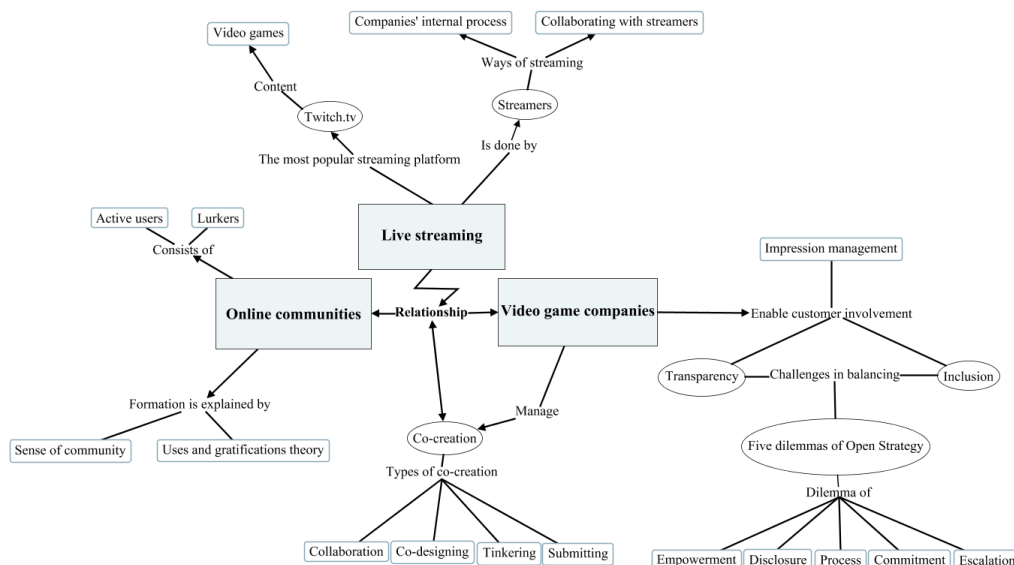 Companies' internal process
Collaborating with streamers
Video games
Ways of streaming
Content
Streamers
Twitch.tv
Is done by
The most popular streaming platform
Active users
Lurkers
Live streaming
Consists of
Impression management
Online communities
Relationship
Video game companies
Enable customer involvement
Transparency
Challenges in balancing
Inclusion
Formation is explained by
Manage
Sense of community
Uses and gratifications theory
Co-creation
Five dilemmas of Open Strategy
Types of co-creation
Dilemma of
Collaboration
Co-designing
Tinkering
Submitting
Empowerment
Disclosure
Process
Commitment
Escalation